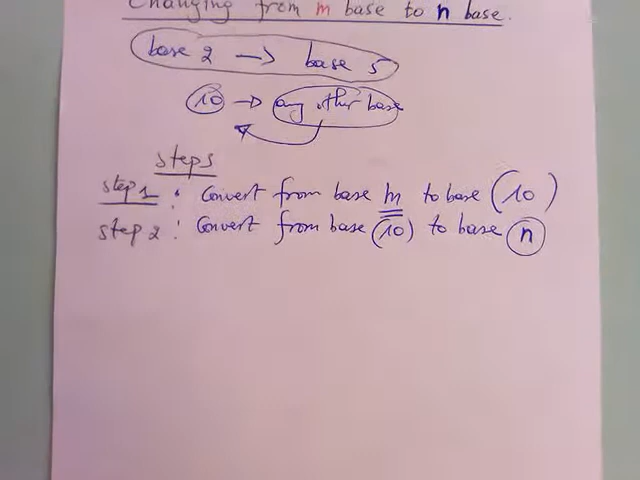 Changing from m base to n base.
base 2 → base 5
10 → any other base
steps
step 1 : Convert from base m to base (10)
step 2 : Convert from base (10) to base n